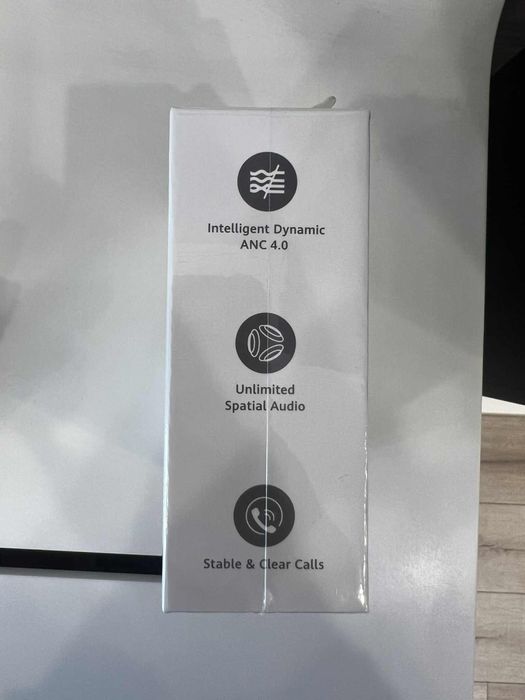 Intelligent Dynamic
ANC 4.0
Unlimited
Spatial Audio
Stable & Clear Calls